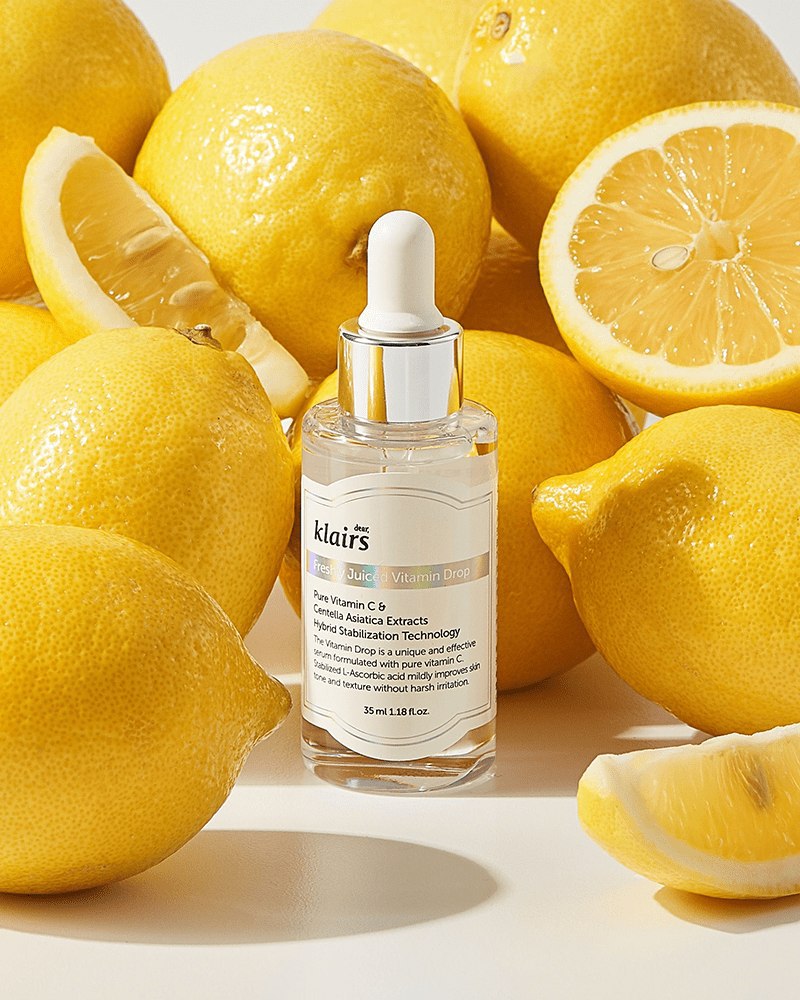 dear,
klairs
Freshly Juiced Vitamin Drop
Pure Vitamin C &
Centella Asiatica Extracts
Hybrid Stabilization Technology
The Vitamin Drop is a unique and effective
serum formulated with pure vitamin C.
Stabilized L-Ascorbic acid mildly improves skin
tone and texture without harsh irritation.
35 ml 1.18 fl.oz.